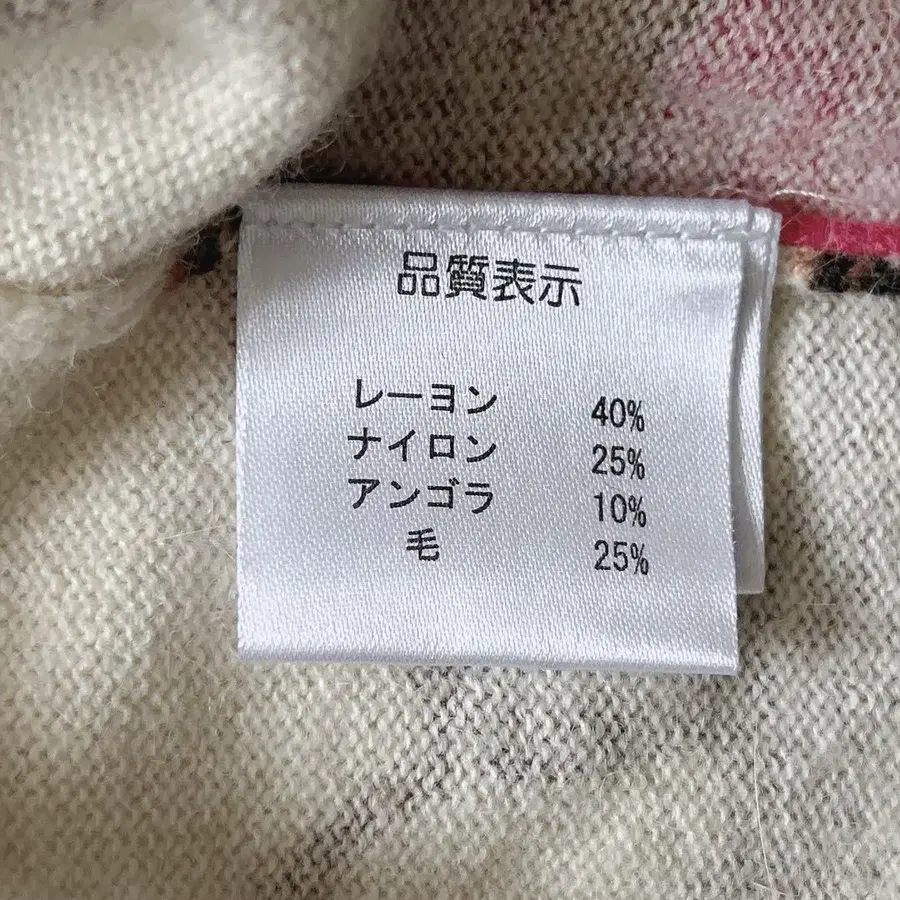 品質表示
レーヨン 40%
ナイロン 25%
アンゴラ 10%
毛 25%